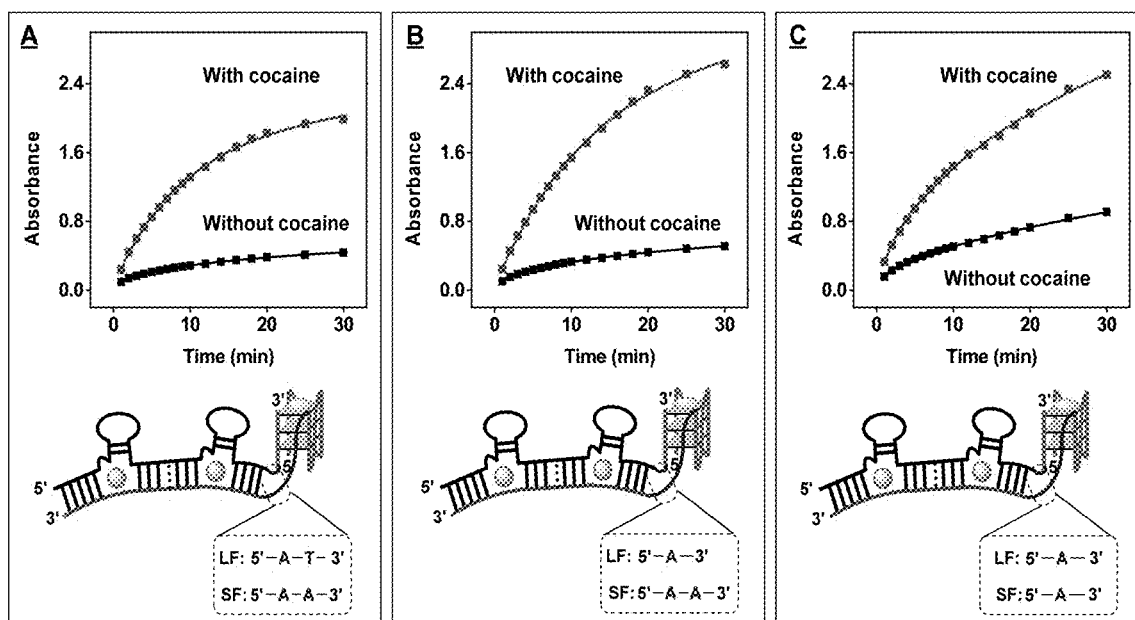 A
With cocaine
Without cocaine
Absorbance
2.4
1.6
0.8
0.0
0 10 20 30
Time (min)
3'
5'
5'
3'
LF: 5'-A-T-3'
SF: 5'-A-A-3'
B
With cocaine
Without cocaine
Absorbance
2.4
1.6
0.8
0.0
0 10 20 30
Time (min)
3'
5'
5'
3'
LF: 5'-A-3'
SF: 5'-A-A-3'
C
With cocaine
Without cocaine
Absorbance
2.4
1.6
0.8
0.0
0 10 20 30
Time (min)
3'
5'
5'
3'
LF: 5'-A-3'
SF: 5'-A-3'